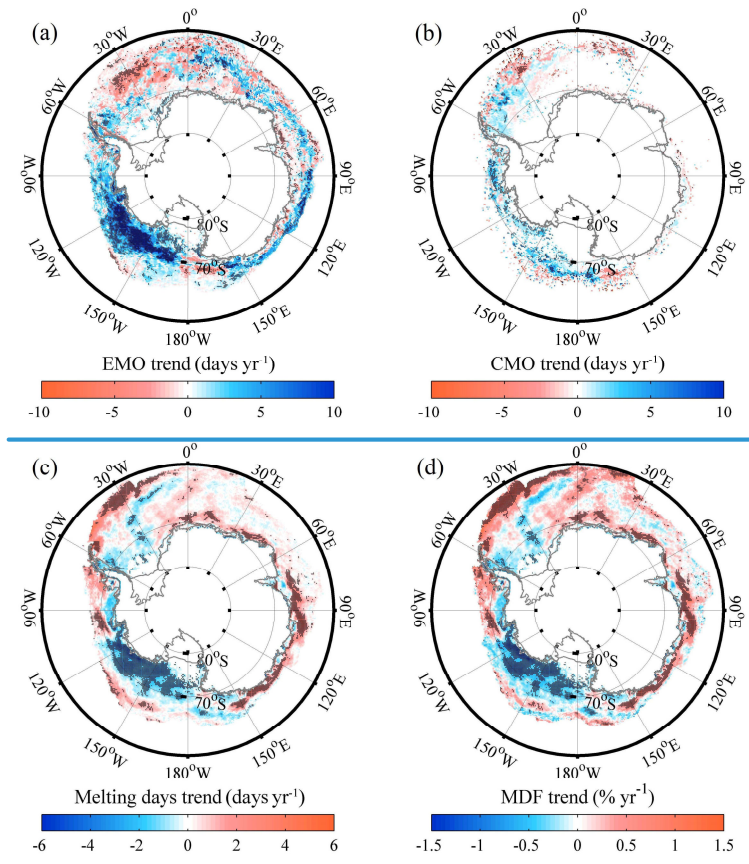 (a)
0°
30°E
60°E
90°E
120°E
150°E
180°W
150°W
120°W
90°W
60°W
30°W
80°S
70°S
EMO trend (days yr-1)
-10 -5 0 5 10
(b)
0°
30°E
60°E
90°E
120°E
150°E
180°W
150°W
120°W
90°W
60°W
30°W
80°S
70°S
CMO trend (days yr-1)
-10 -5 0 5 10
(c)
0°
30°E
60°E
90°E
120°E
150°E
180°W
150°W
120°W
90°W
60°W
30°W
80°S
70°S
Melting days trend (days yr-1)
-6 -4 -2 0 2 4 6
(d)
0°
30°E
60°E
90°E
120°E
150°E
180°W
150°W
120°W
90°W
60°W
30°W
80°S
70°S
MDF trend (% yr-1)
-1.5 -1 -0.5 0 0.5 1 1.5